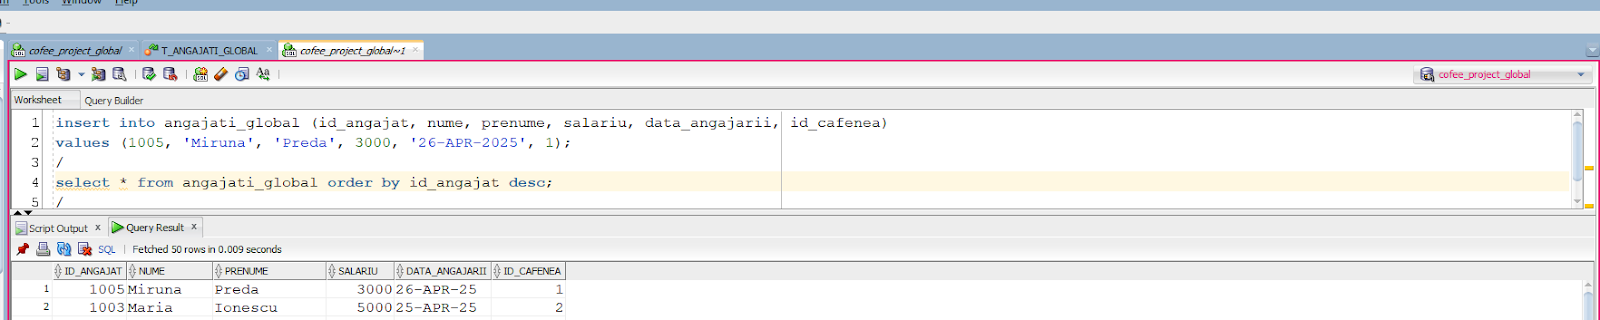 Tools Window Help
cofee_project_global T_ANGAJATI_GLOBAL cofee_project_global~1
cofee_project_global
Worksheet Query Builder
1 insert into angajati_global (id_angajat, nume, prenume, salariu, data_angajarii, id_cafenea)
2 values (1005, 'Miruna', 'Preda', 3000, '26-APR-2025', 1);
3 /
4 select * from angajati_global order by id_angajat desc;
5 /
Script Output x Query Result x
SQL | Fetched 50 rows in 0.009 seconds
ID_ANGAJAT NUME PRENUME SALARIU DATA_ANGAJARII ID_CAFENEA
1 1005 Miruna Preda 3000 26-APR-25 1
2 1003 Maria Ionescu 5000 25-APR-25 2